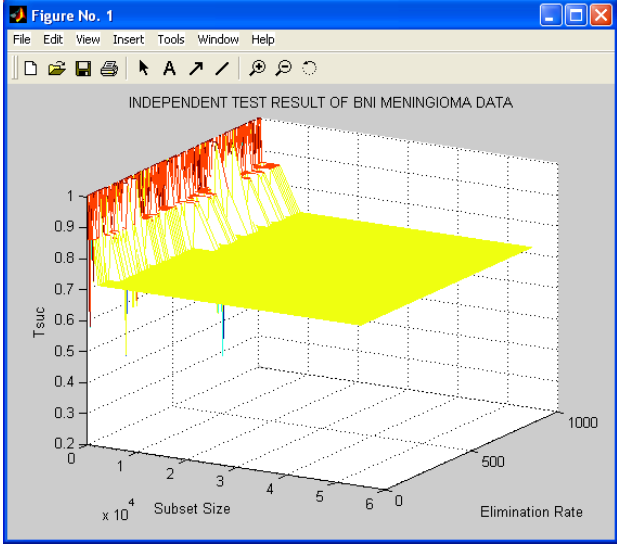 Figure No. 1
File Edit View Insert Tools Window Help
A
INDEPENDENT TEST RESULT OF BNI MENINGIOMA DATA
1
0.9
0.8
0.7
0.6
0.5
0.4
0.3
0.2
Tsuc
0
1
2
3
4
5
6
x 10^4
Subset Size
0
500
1000
Elimination Rate